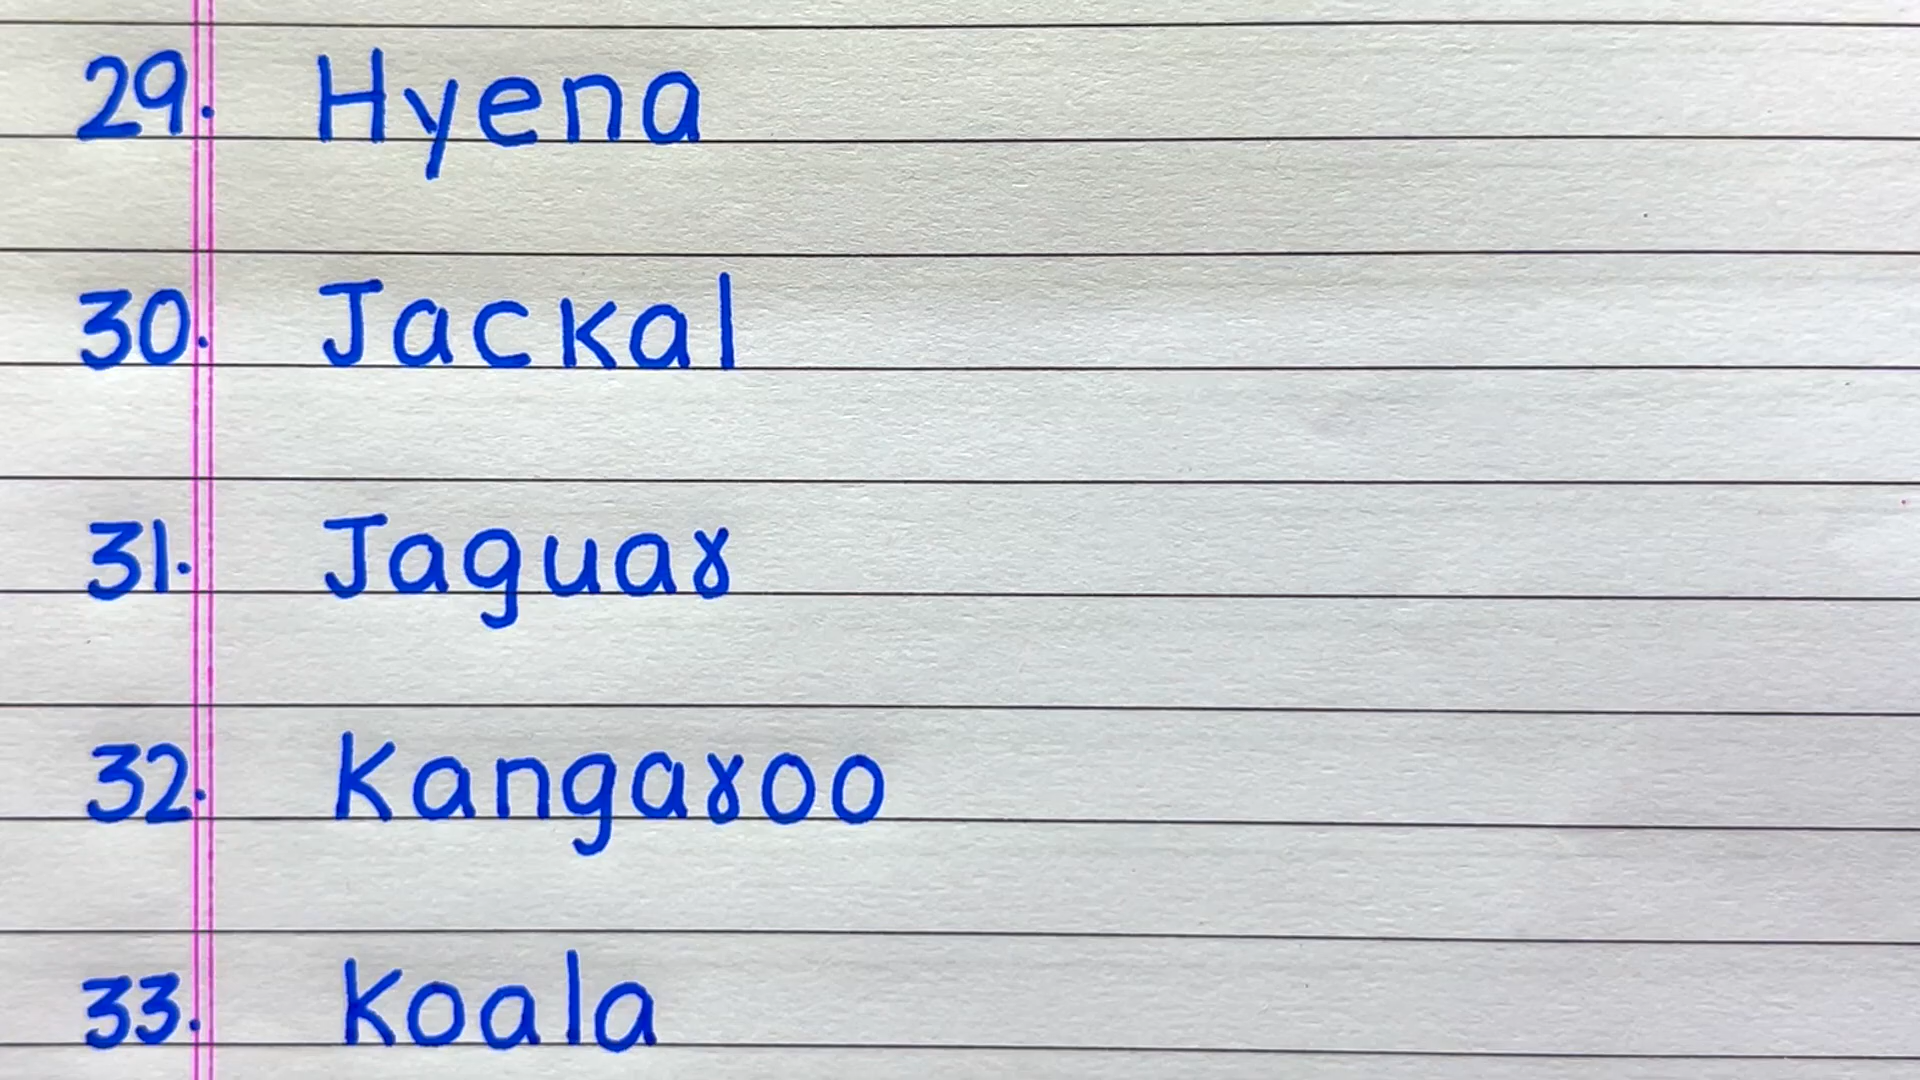 29. Hyena
30. Jackal
31. Jaguar
32. Kangaroo
33. Koala